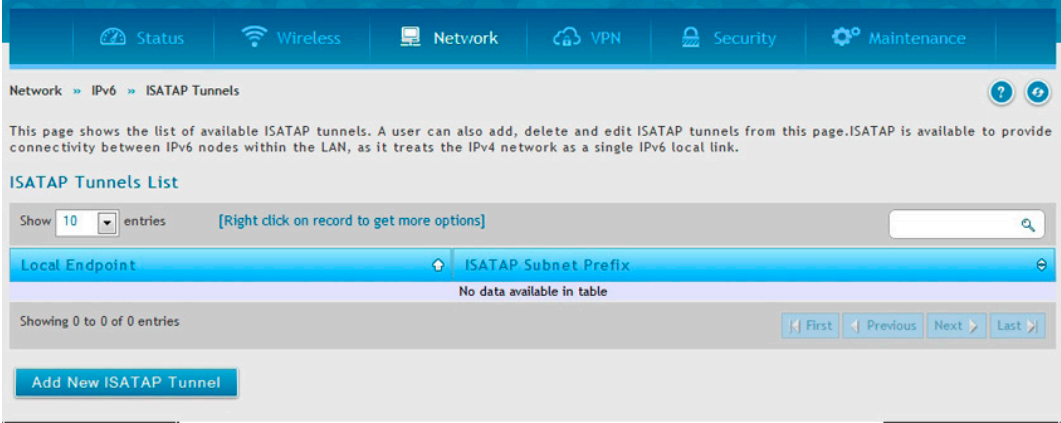 Status Wireless Network VPN Security Maintenance
Network » IPv6 » ISATAP Tunnels
This page shows the list of available ISATAP tunnels. A user can also add, delete and edit ISATAP tunnels from this page.ISATAP is available to provide
connectivity between IPv6 nodes within the LAN, as it treats the IPv4 network as a single IPv6 local link.
ISATAP Tunnels List
Show 10 entries [Right click on record to get more options]
Local Endpoint ISATAP Subnet Prefix
No data available in table
Showing 0 to 0 of 0 entries First Previous Next Last
Add New ISATAP Tunnel